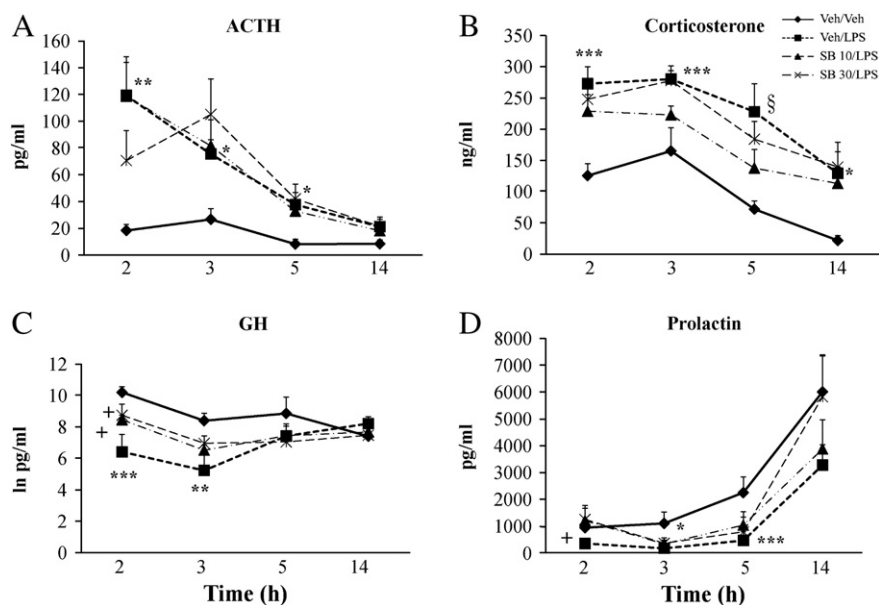 A
ACTH
160
140
120
100
80
60
40
20
0
pg/ml
**
*
*
2 3 5 14
B
Corticosterone
350
300
250
200
150
100
50
0
ng/ml
***
***
§
§
*
2 3 5 14
Veh/Veh
Veh/LPS
SB 10/LPS
SB 30/LPS
C
GH
12
10
8
6
4
2
0
ln pg/ml
+
+
***
**
2 3 5 14
Time (h)
D
Prolactin
8000
7000
6000
5000
4000
3000
2000
1000
0
pg/ml
+
*
***
2 3 5 14
Time (h)